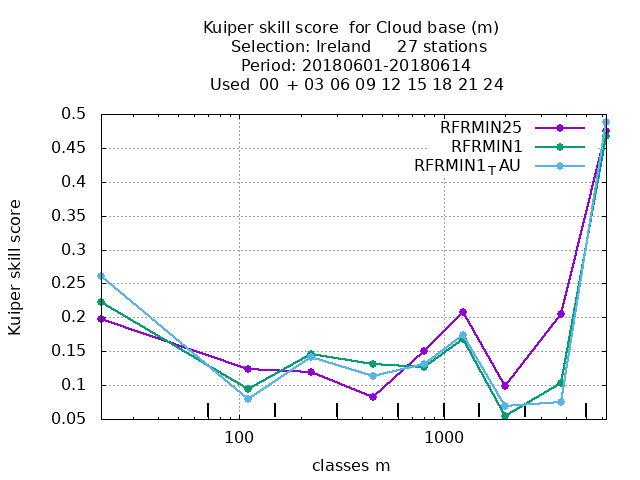 Kuiper skill score  for Cloud base (m)
Selection: Ireland     27 stations
Period: 20180601-20180614
Used  00 + 03 06 09 12 15 18 21 24
0.5
0.45
0.4
0.35
0.3
0.25
0.2
0.15
0.1
0.05
Kuiper skill score
RFRMIN25
RFRMIN1
RFRMIN1TAU
100
1000
classes m